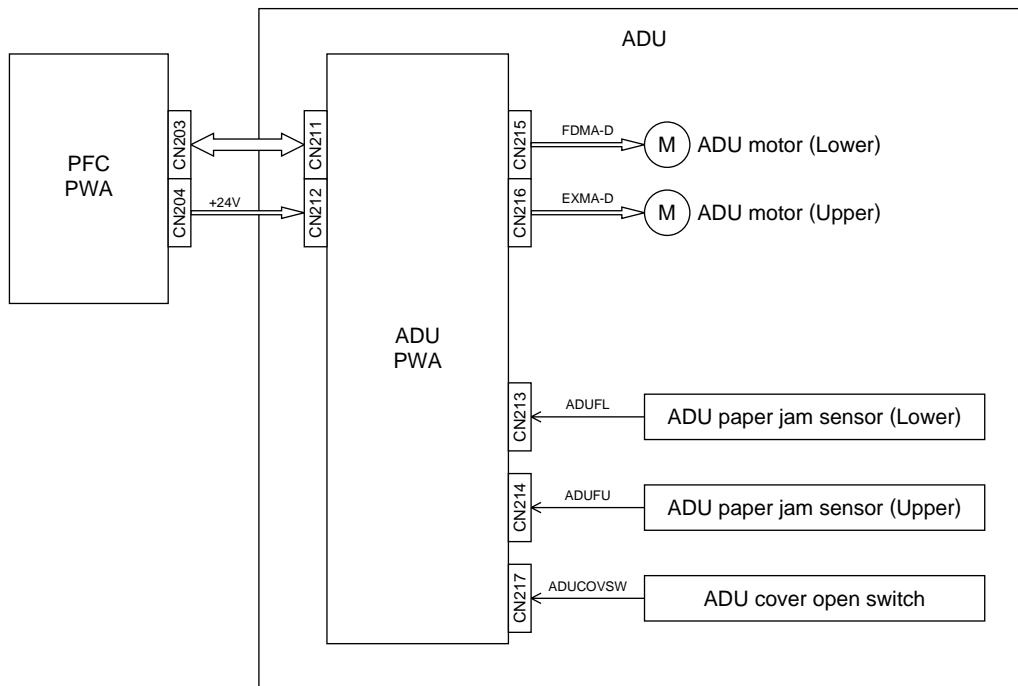 ADU
PFC
PWA
CN203
CN204
+24V
CN211
CN212
ADU
PWA
CN215
FDMA-D
M
ADU motor (Lower)
CN216
EXMA-D
M
ADU motor (Upper)
CN213
ADUFL
ADU paper jam sensor (Lower)
CN214
ADUFU
ADU paper jam sensor (Upper)
CN217
ADUCOVSW
ADU cover open switch